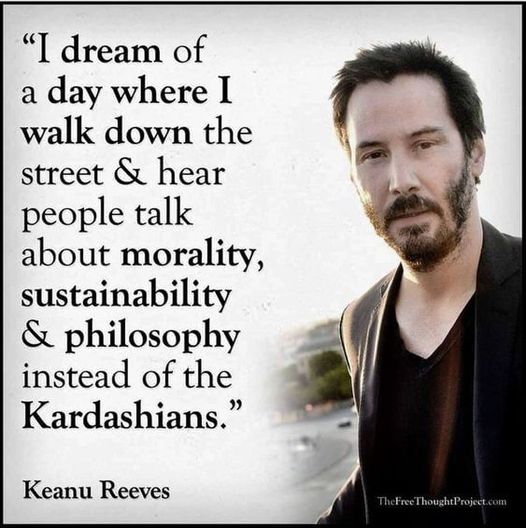 “I dream of
a day where I
walk down the
street & hear
people talk
about morality,
sustainability
& philosophy
instead of the
Kardashians.”
Keanu Reeves
TheFreeThoughtProject.com